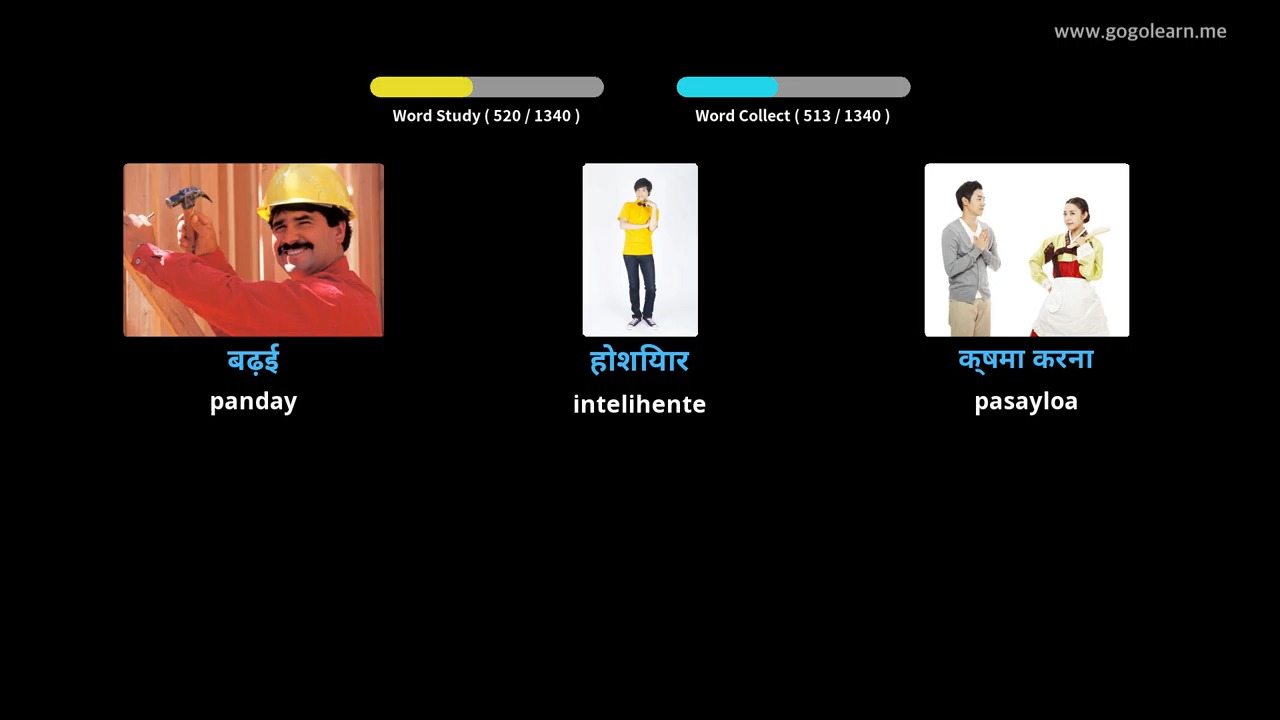 www.gogolearn.me
Word Study ( 520 / 1340 )
Word Collect ( 513 / 1340 )
बढ़ई
होशियार
क्षमा करना
panday
intelihente
pasayloa